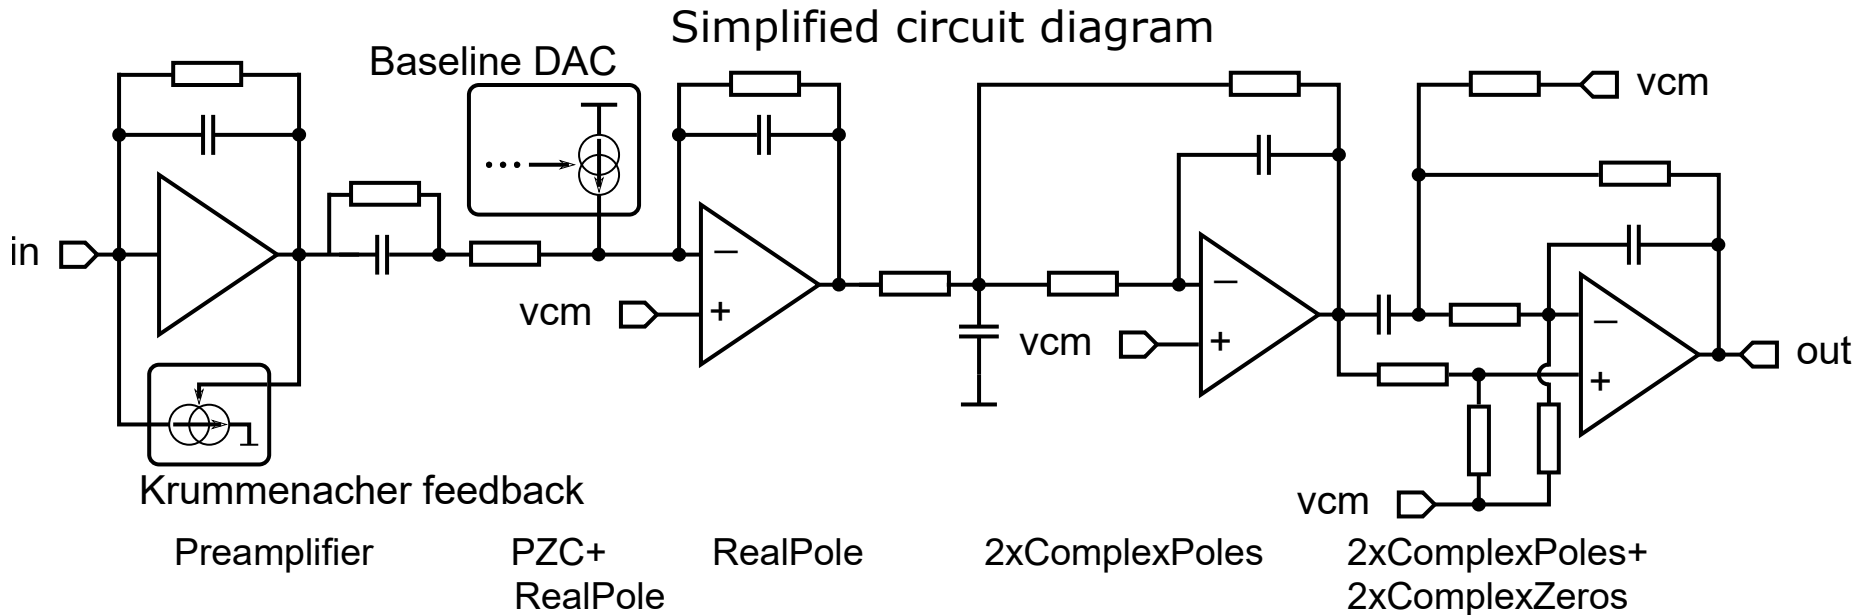 Simplified circuit diagram
Baseline DAC
vcm
in
−
+
vcm
−
+
vcm
−
+
out
Krummenacher feedback
vcm
Preamplifier
PZC+
RealPole
RealPole
2xComplexPoles
2xComplexPoles+
2xComplexZeros